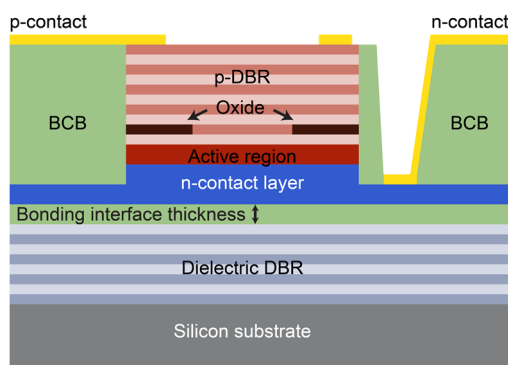 p-contact
n-contact
p-DBR
Oxide
BCB
BCB
Active region
n-contact layer
Bonding interface thickness
Dielectric DBR
Silicon substrate